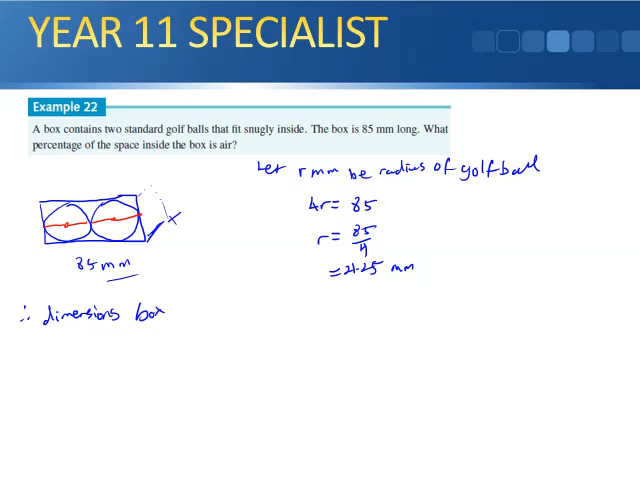 YEAR 11 SPECIALIST
Example 22
A box contains two standard golf balls that fit snugly inside. The box is 85 mm long. What
percentage of the space inside the box is air?
Let r mm be radius of golf ball
4r = 85
r = 85/4
= 21.25 mm
x
85 mm
∴ dimensions box